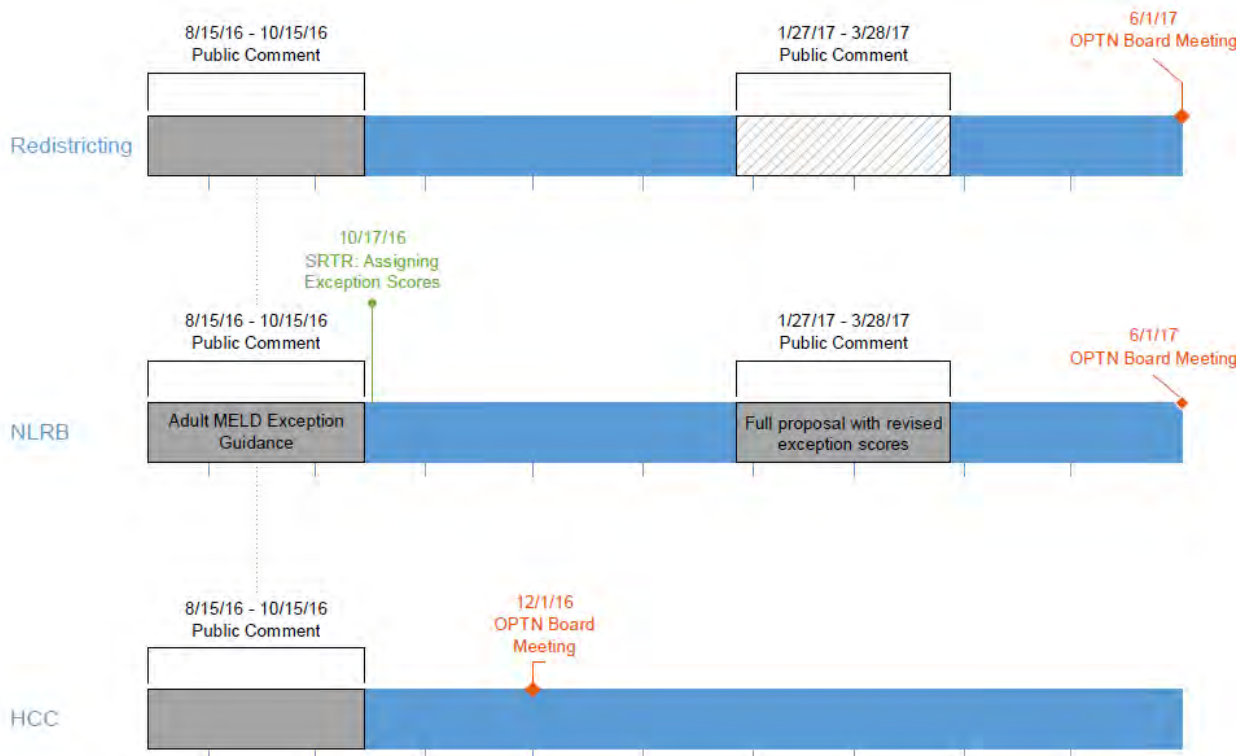 8/15/16 - 10/15/16
Public Comment
1/27/17 - 3/28/17
Public Comment
6/1/17
OPTN Board Meeting
Redistricting
10/17/16
SRTR: Assigning
Exception Scores
8/15/16 - 10/15/16
Public Comment
1/27/17 - 3/28/17
Public Comment
6/1/17
OPTN Board Meeting
NLRB
Adult MELD Exception
Guidance
Full proposal with revised
exception scores
8/15/16 - 10/15/16
Public Comment
12/1/16
OPTN Board
Meeting
HCC